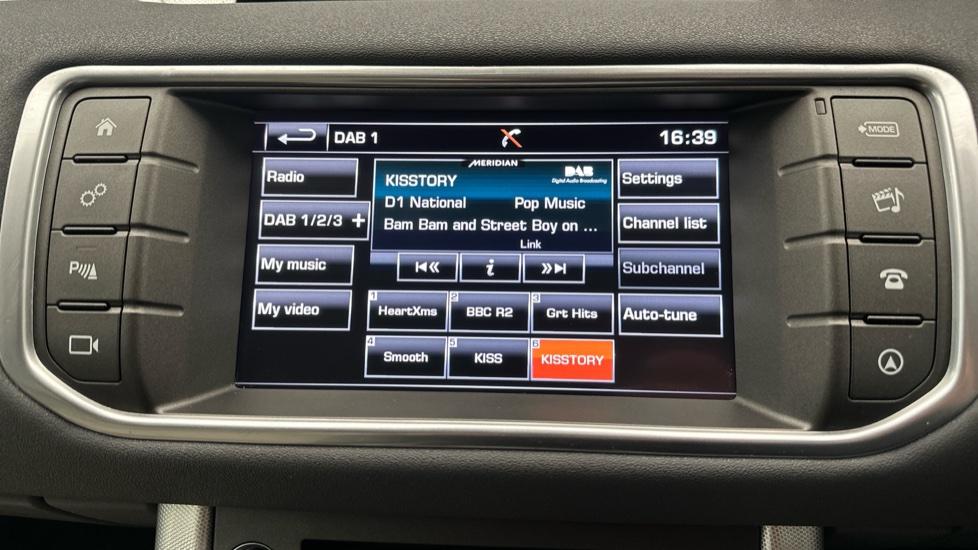 DAB 1
16:39
MERIDIAN
Radio
KISSTORY
DAB
Digital Audio Broadcasting
Settings
MODE
DAB 1/2/3 +
D1 National Pop Music
Bam Bam and Street Boy on ...
Channel list
Link
P
My music
i
Subchannel
My video
1 HeartXms
2 BBC R2
3 Grt Hits
Auto-tune
4 Smooth
5 KISS
6 KISSTORY